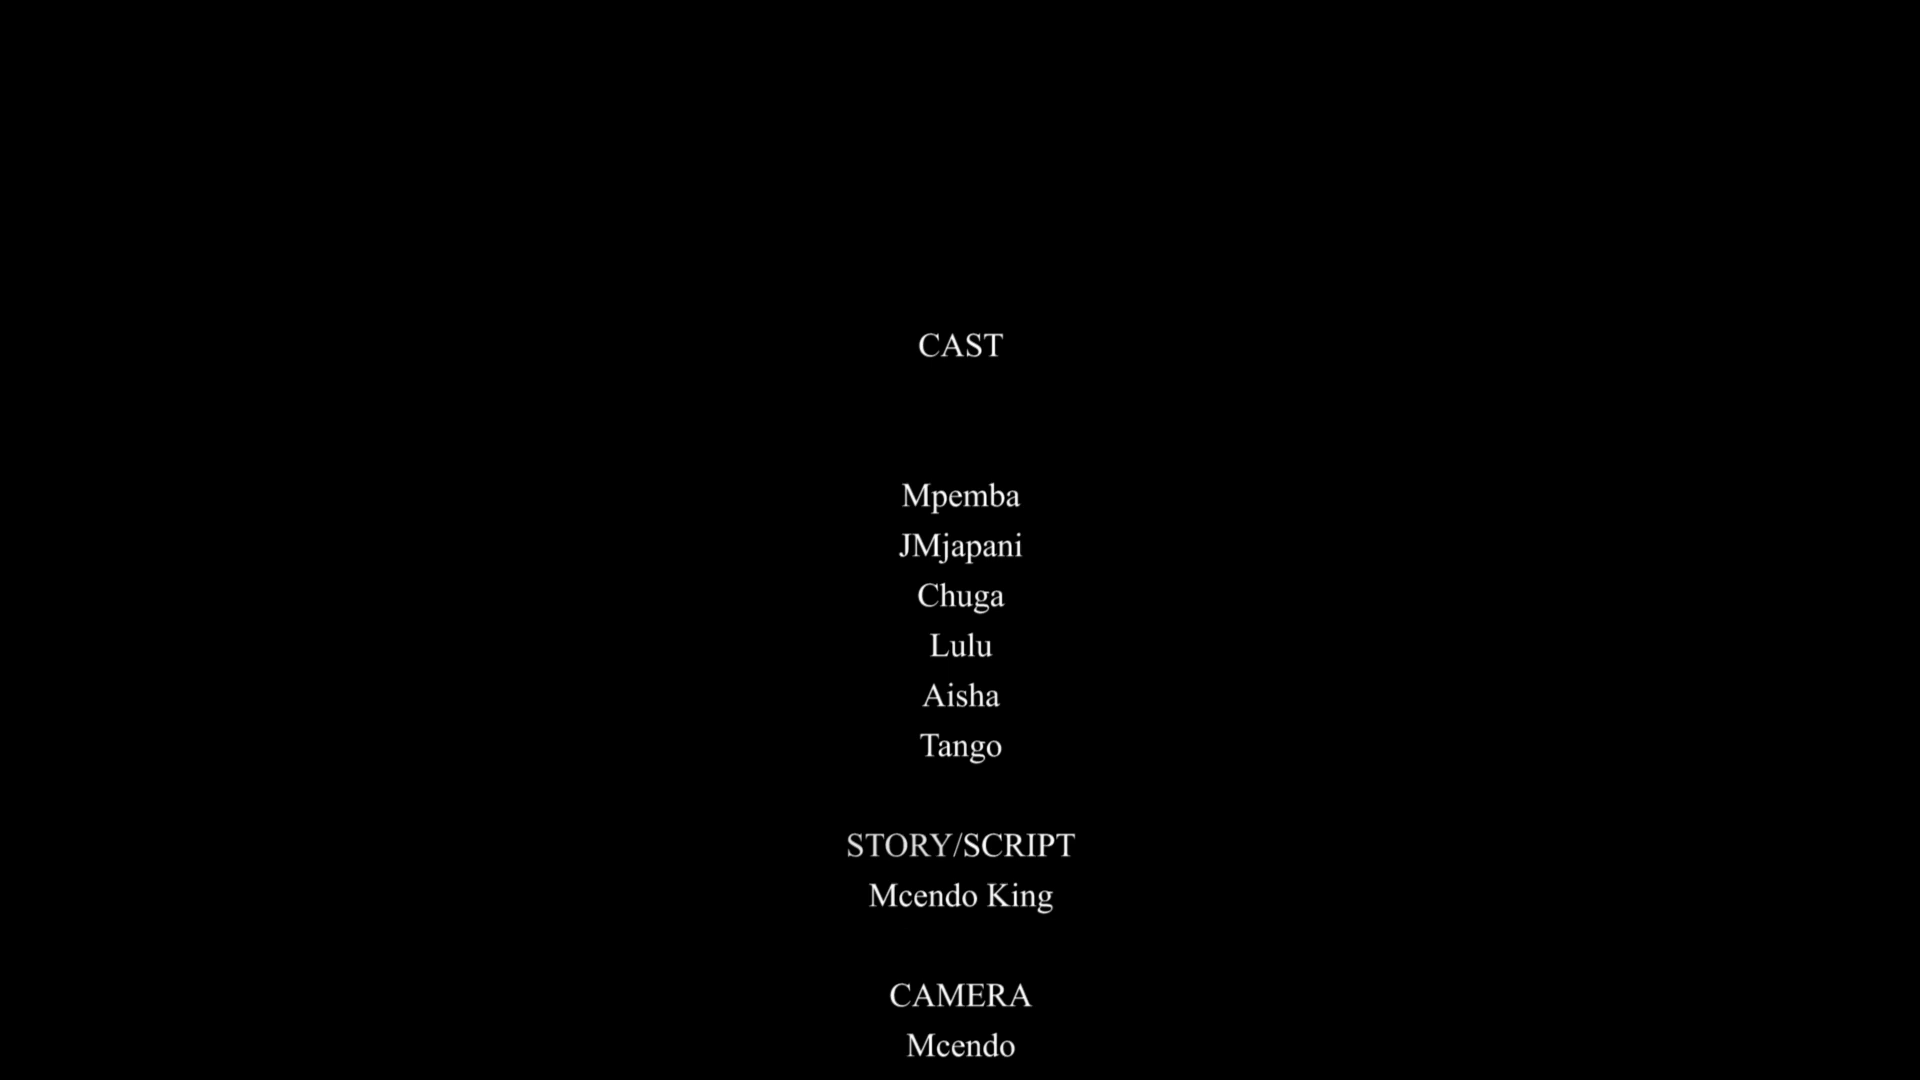 CAST
Mpemba
JMjapani
Chuga
Lulu
Aisha
Tango
STORY/SCRIPT
Mcendo King
CAMERA
Mcendo